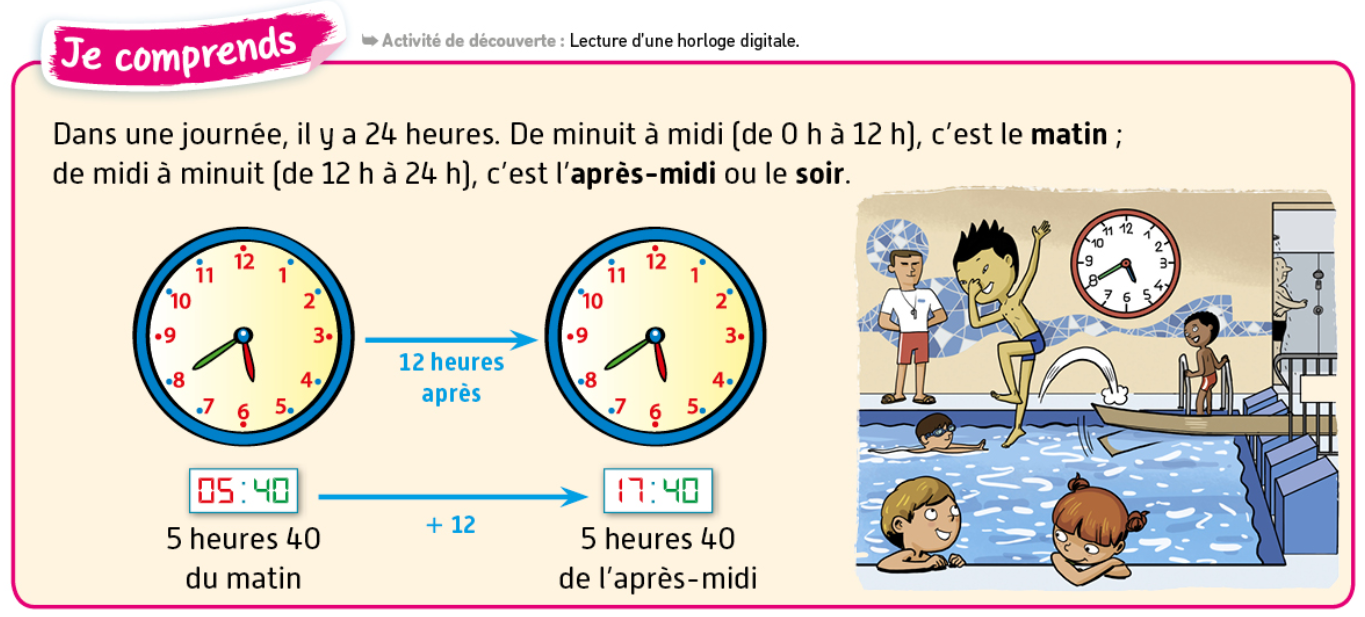 Je comprends
➥ Activité de découverte : Lecture d'une horloge digitale.
Dans une journée, il y a 24 heures. De minuit à midi (de 0 h à 12 h), c'est le matin ;
de midi à minuit (de 12 h à 24 h), c'est l'après-midi ou le soir.
12
11 1
10 2
9 3
8 4
7 5
6
12 heures
après
12
11 1
10 2
9 3
8 4
7 5
6
05:40
+ 12
17:40
5 heures 40
du matin
5 heures 40
de l'après-midi
12
11 1
10 2
9 3
8 4
7 5
6